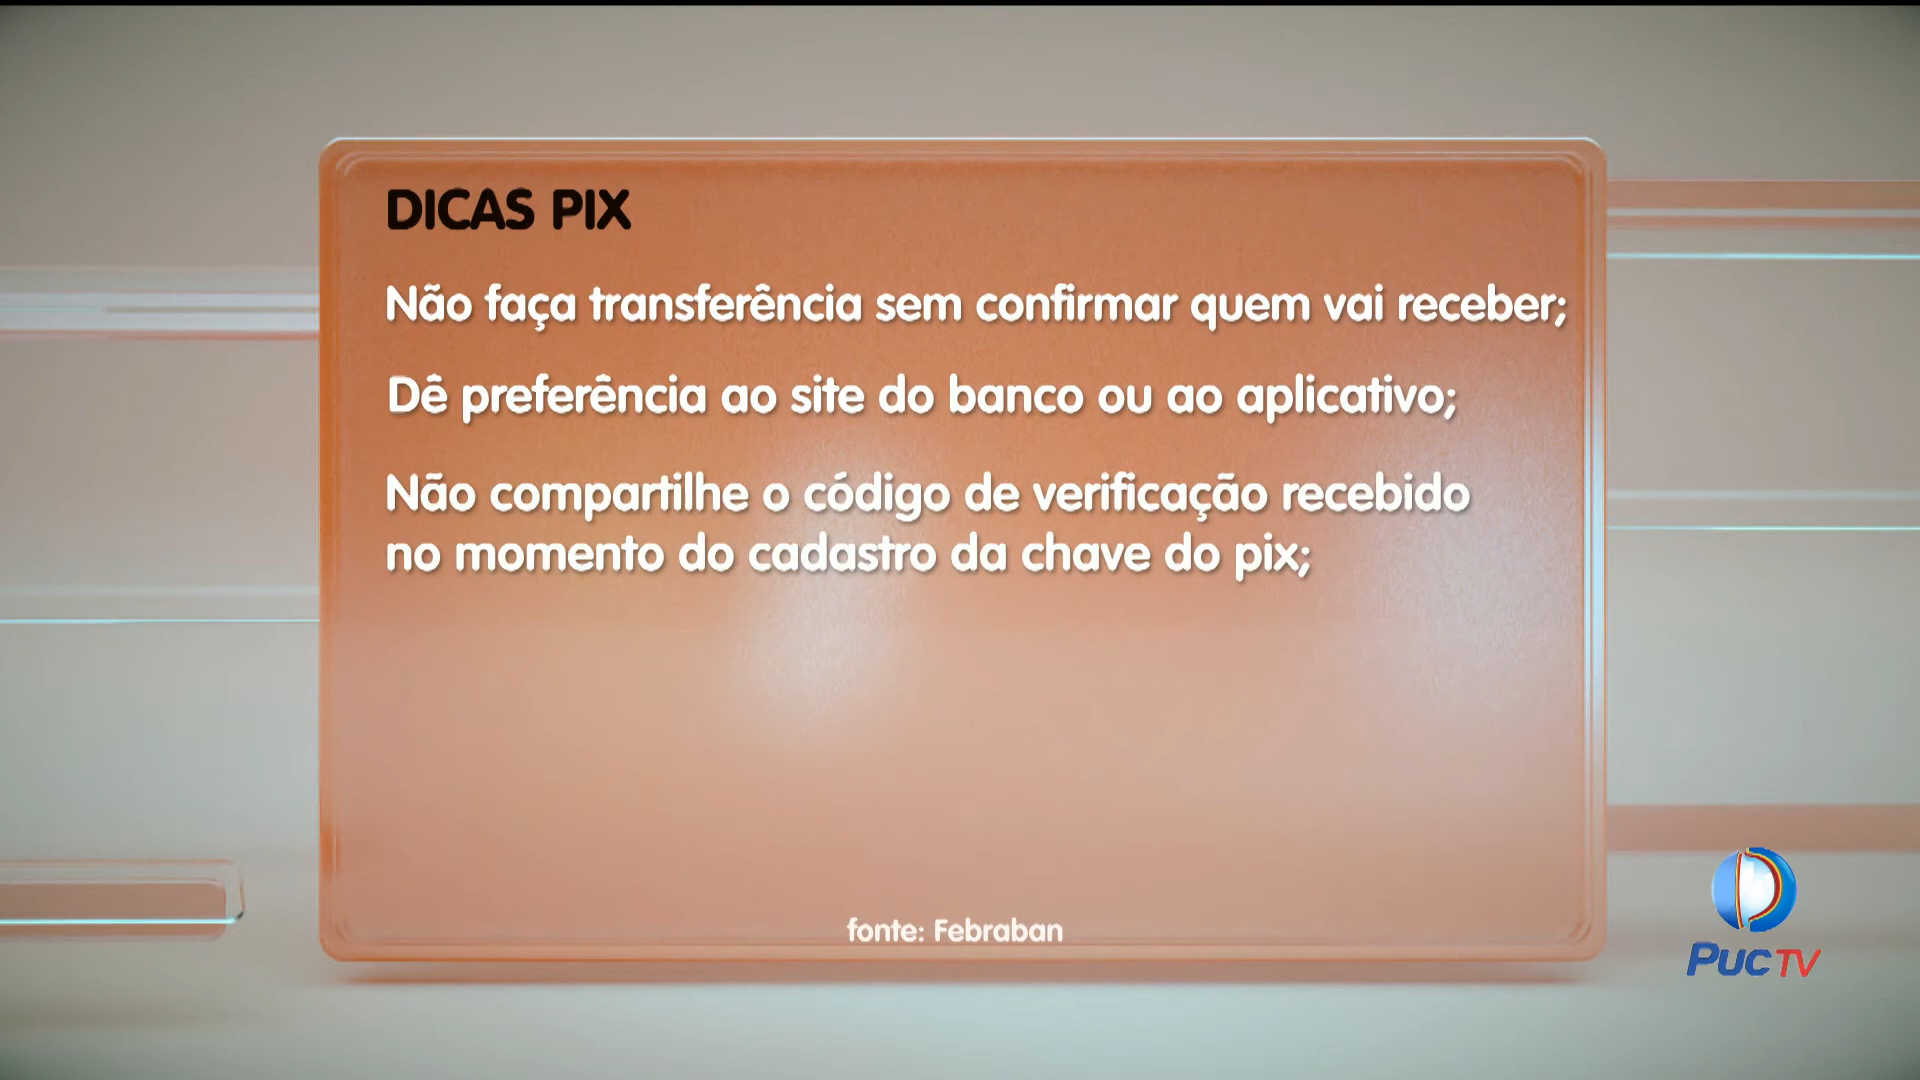 DICAS PIX
Não faça transferência sem confirmar quem vai receber;
Dê preferência ao site do banco ou ao aplicativo;
Não compartilhe o código de verificação recebido
no momento do cadastro da chave do pix;
fonte: Febraban
PUC TV